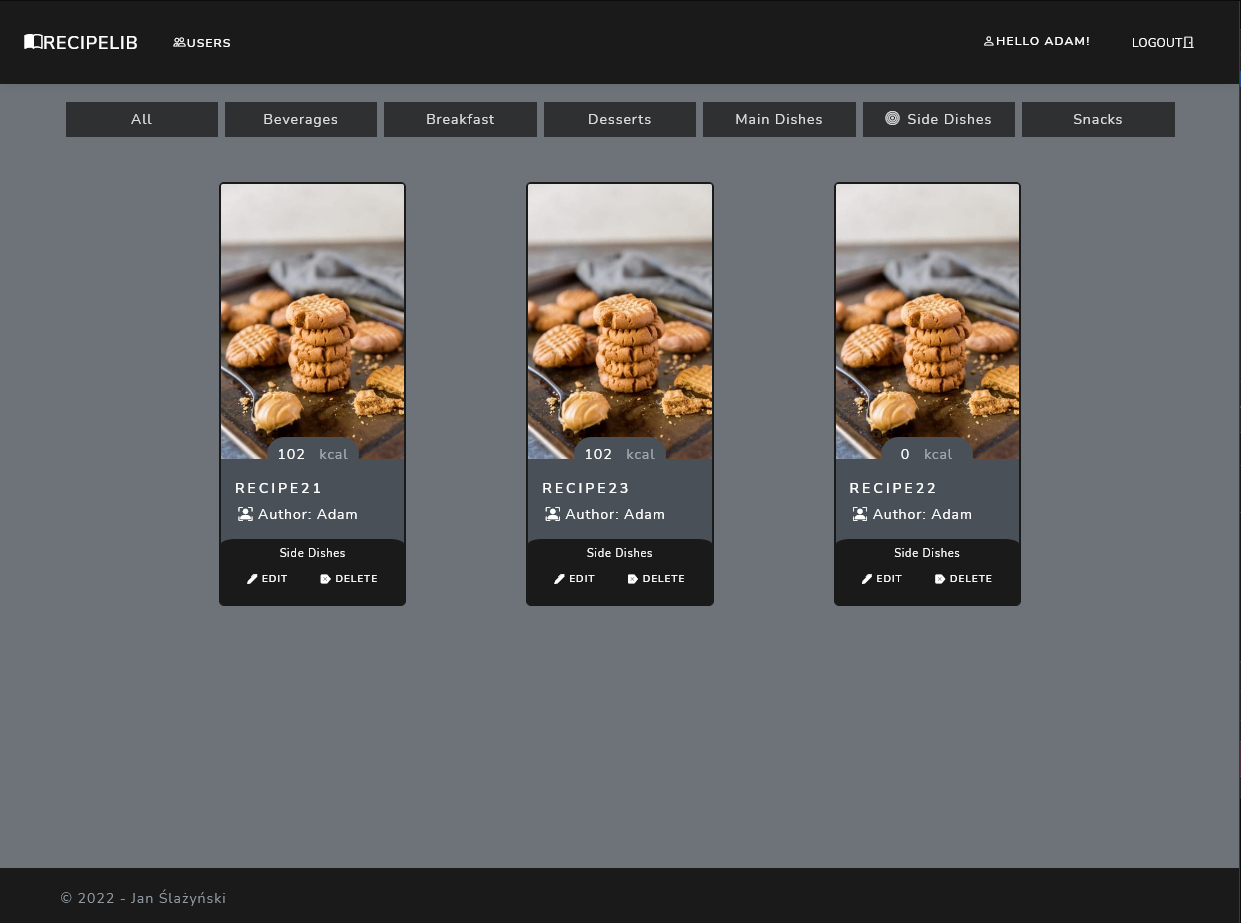 RECIPELIB USERS HELLO ADAM! LOGOUT
All Beverages Breakfast Desserts Main Dishes Side Dishes Snacks
102 kcal 102 kcal 0 kcal
RECIPE21 RECIPE23 RECIPE22
Author: Adam Author: Adam Author: Adam
Side Dishes Side Dishes Side Dishes
EDIT DELETE EDIT DELETE EDIT DELETE
© 2022 - Jan Ślażyński